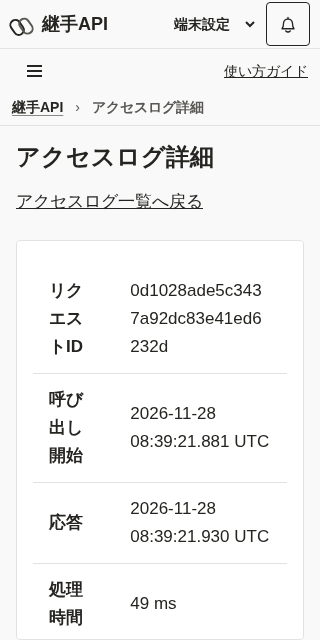 継手API
端末設定
使い方ガイド
継手API › アクセスログ詳細
アクセスログ詳細
アクセスログ一覧へ戻る
リク
エス
トID
0d1028ade5c343
7a92dc83e41ed6
232d
呼び
出し
開始
2026-11-28
08:39:21.881 UTC
応答
2026-11-28
08:39:21.930 UTC
処理
時間
49 ms